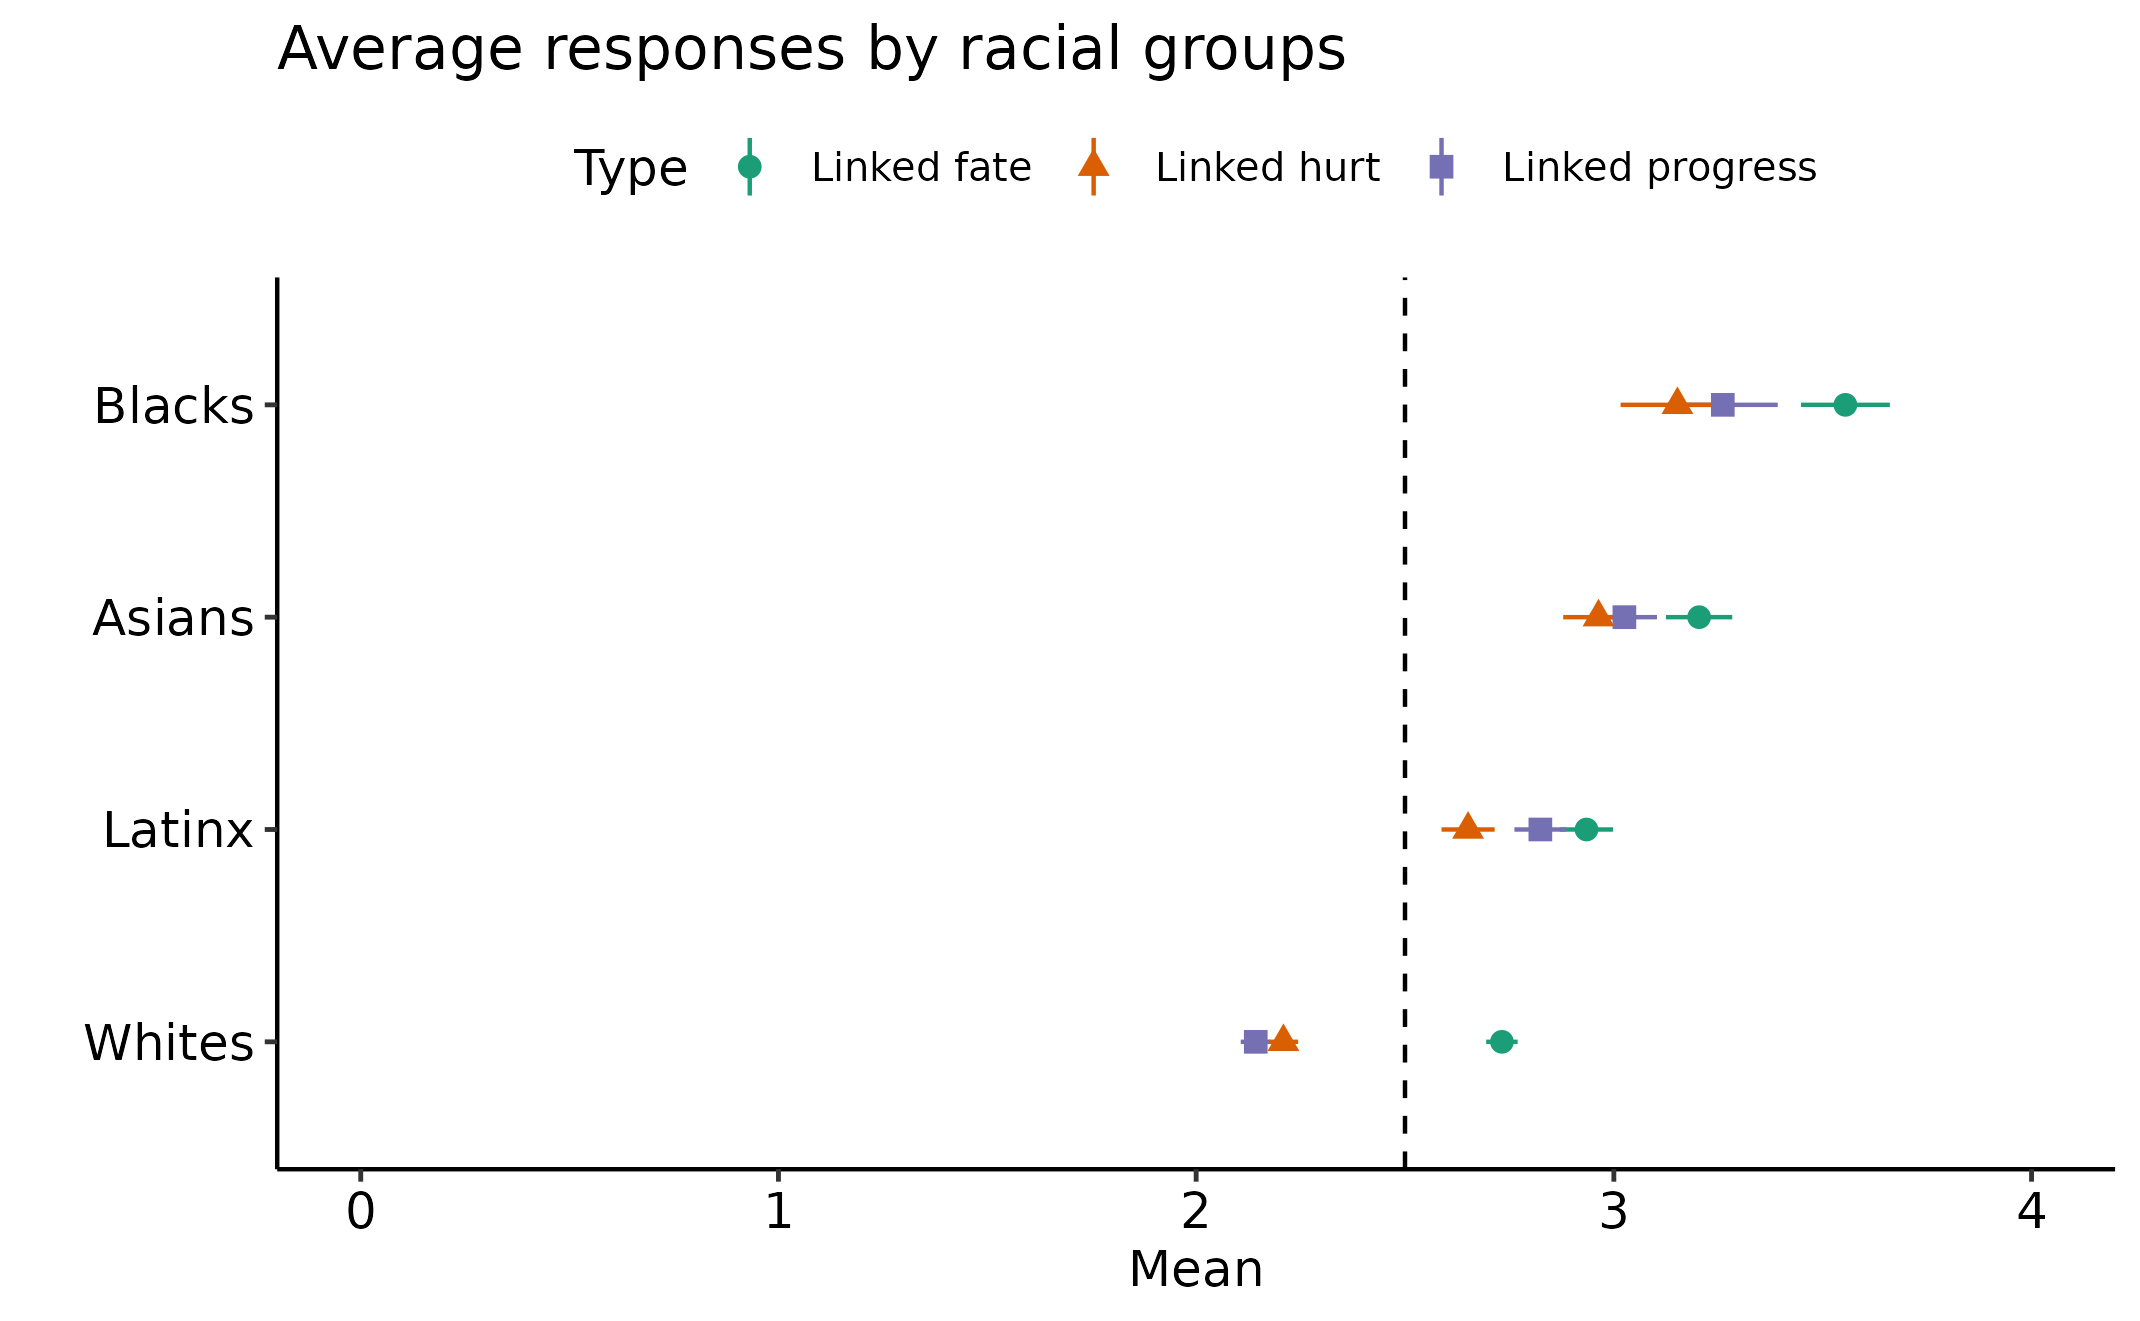 Average responses by racial groups
Type Linked fate Linked hurt Linked progress
Blacks
Asians
Latinx
Whites
0 1 2 3 4
Mean